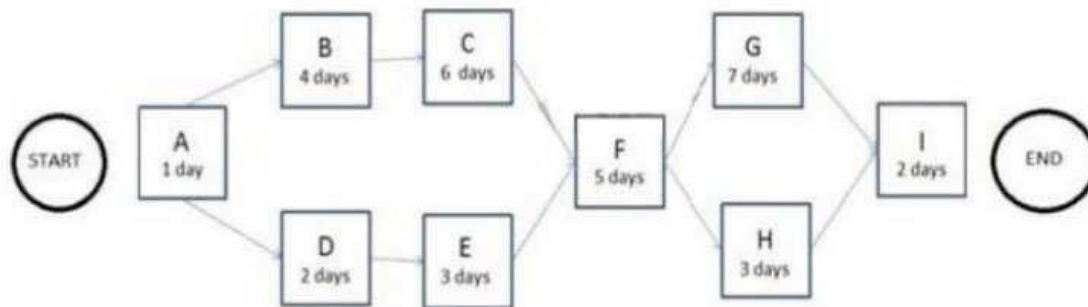 START
A
1 day
B
4 days
C
6 days
D
2 days
E
3 days
F
5 days
G
7 days
H
3 days
I
2 days
END